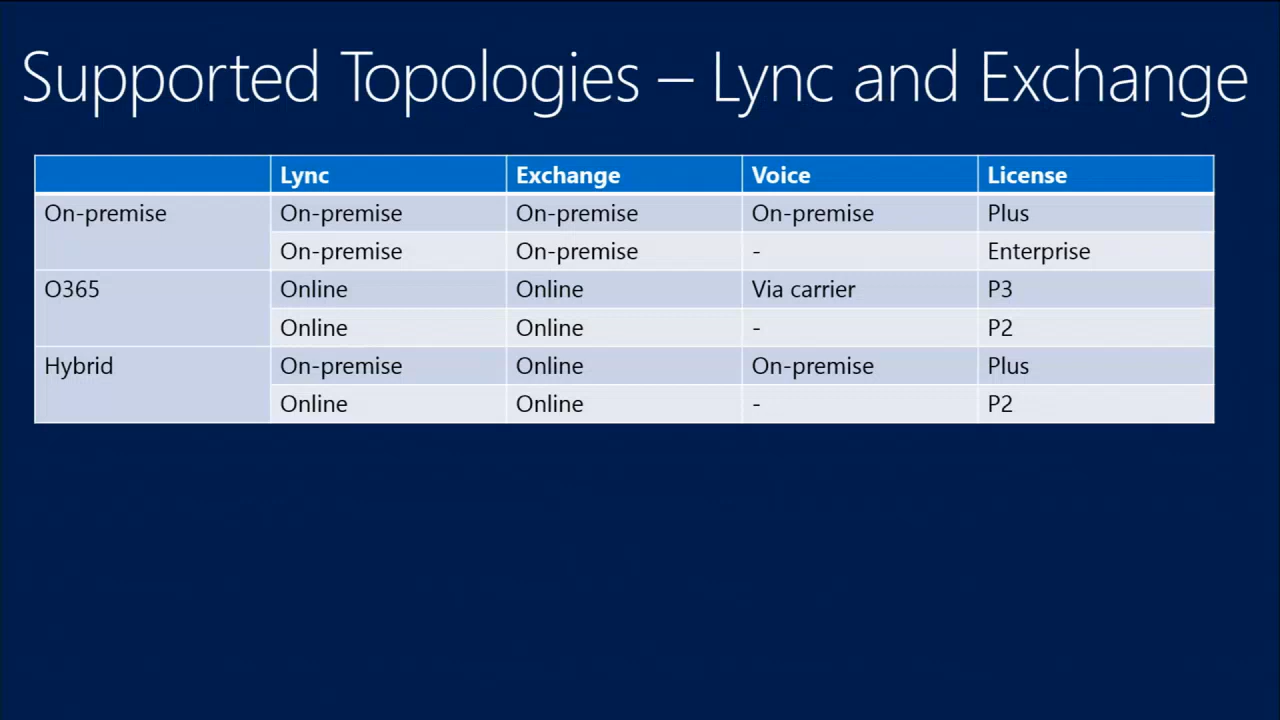 Supported Topologies – Lync and Exchange
Lync Exchange Voice License
On-premise On-premise On-premise On-premise Plus
On-premise On-premise - Enterprise
O365 Online Online Via carrier P3
Online Online - P2
Hybrid On-premise Online On-premise Plus
Online Online - P2